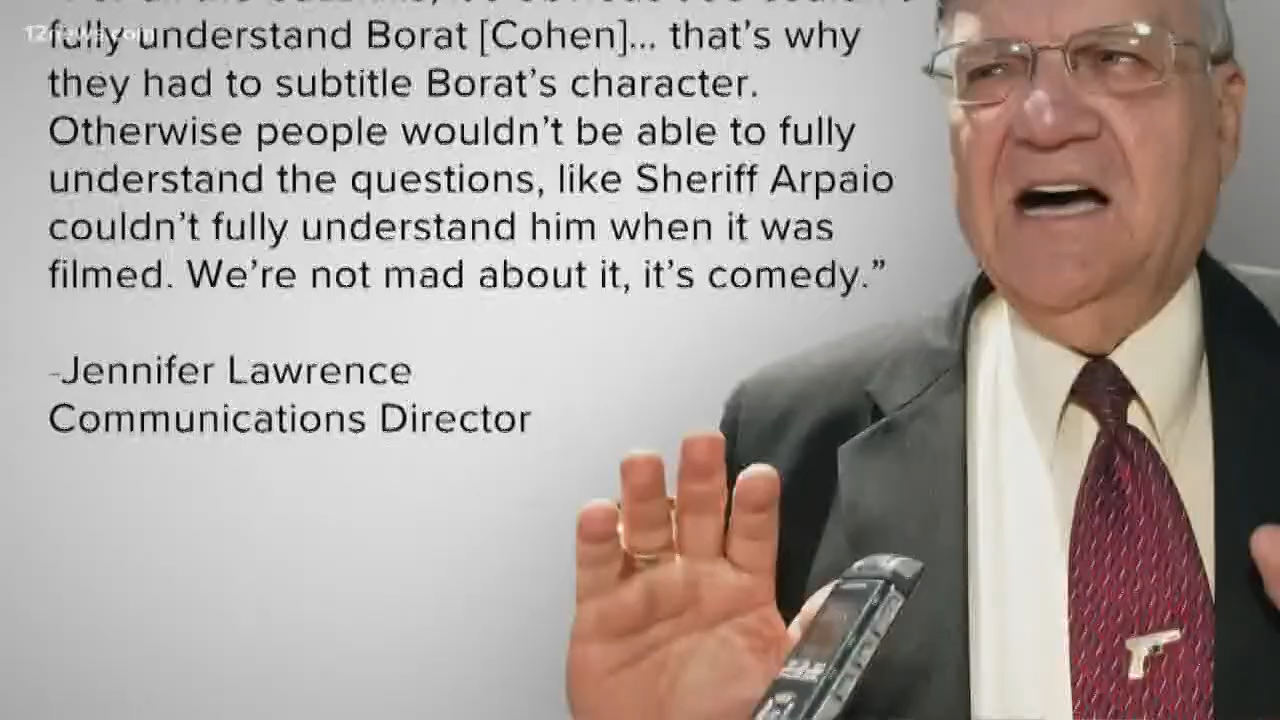 12news.com
fully understand Borat [Cohen]... that's why
they had to subtitle Borat's character.
Otherwise people wouldn't be able to fully
understand the questions, like Sheriff Arpaio
couldn't fully understand him when it was
filmed. We're not mad about it, it's comedy.”
-Jennifer Lawrence
Communications Director